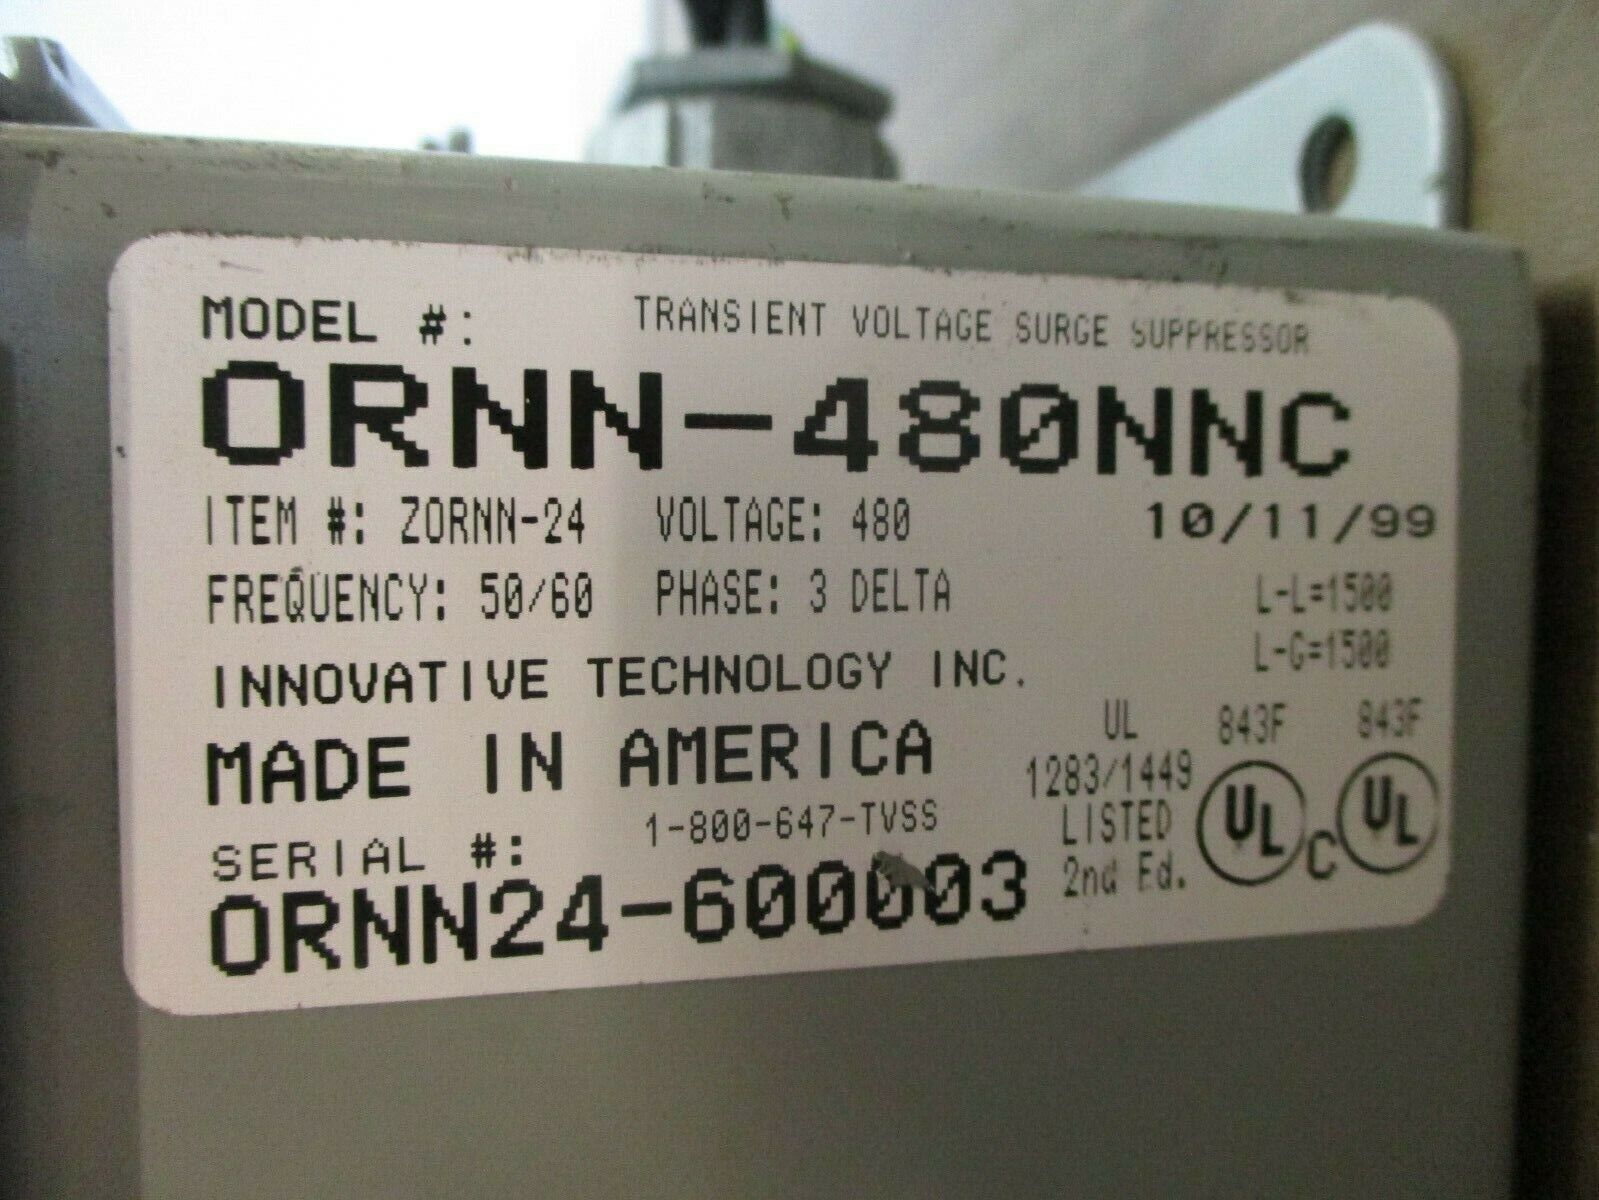 MODEL #: TRANSIENT VOLTAGE SURGE SUPPRESSOR
ORNN-480NNC
ITEM #: ZORNN-24 VOLTAGE: 480 10/11/99
FREQUENCY: 50/60 PHASE: 3 DELTA L-L=1500
L-G=1500
INNOVATIVE TECHNOLOGY INC.
MADE IN AMERICA
1-800-647-TVSS
UL 843F 843F
1283/1449
LISTED
2nd Ed.
UL C UL
SERIAL #:
ORNN24-600003